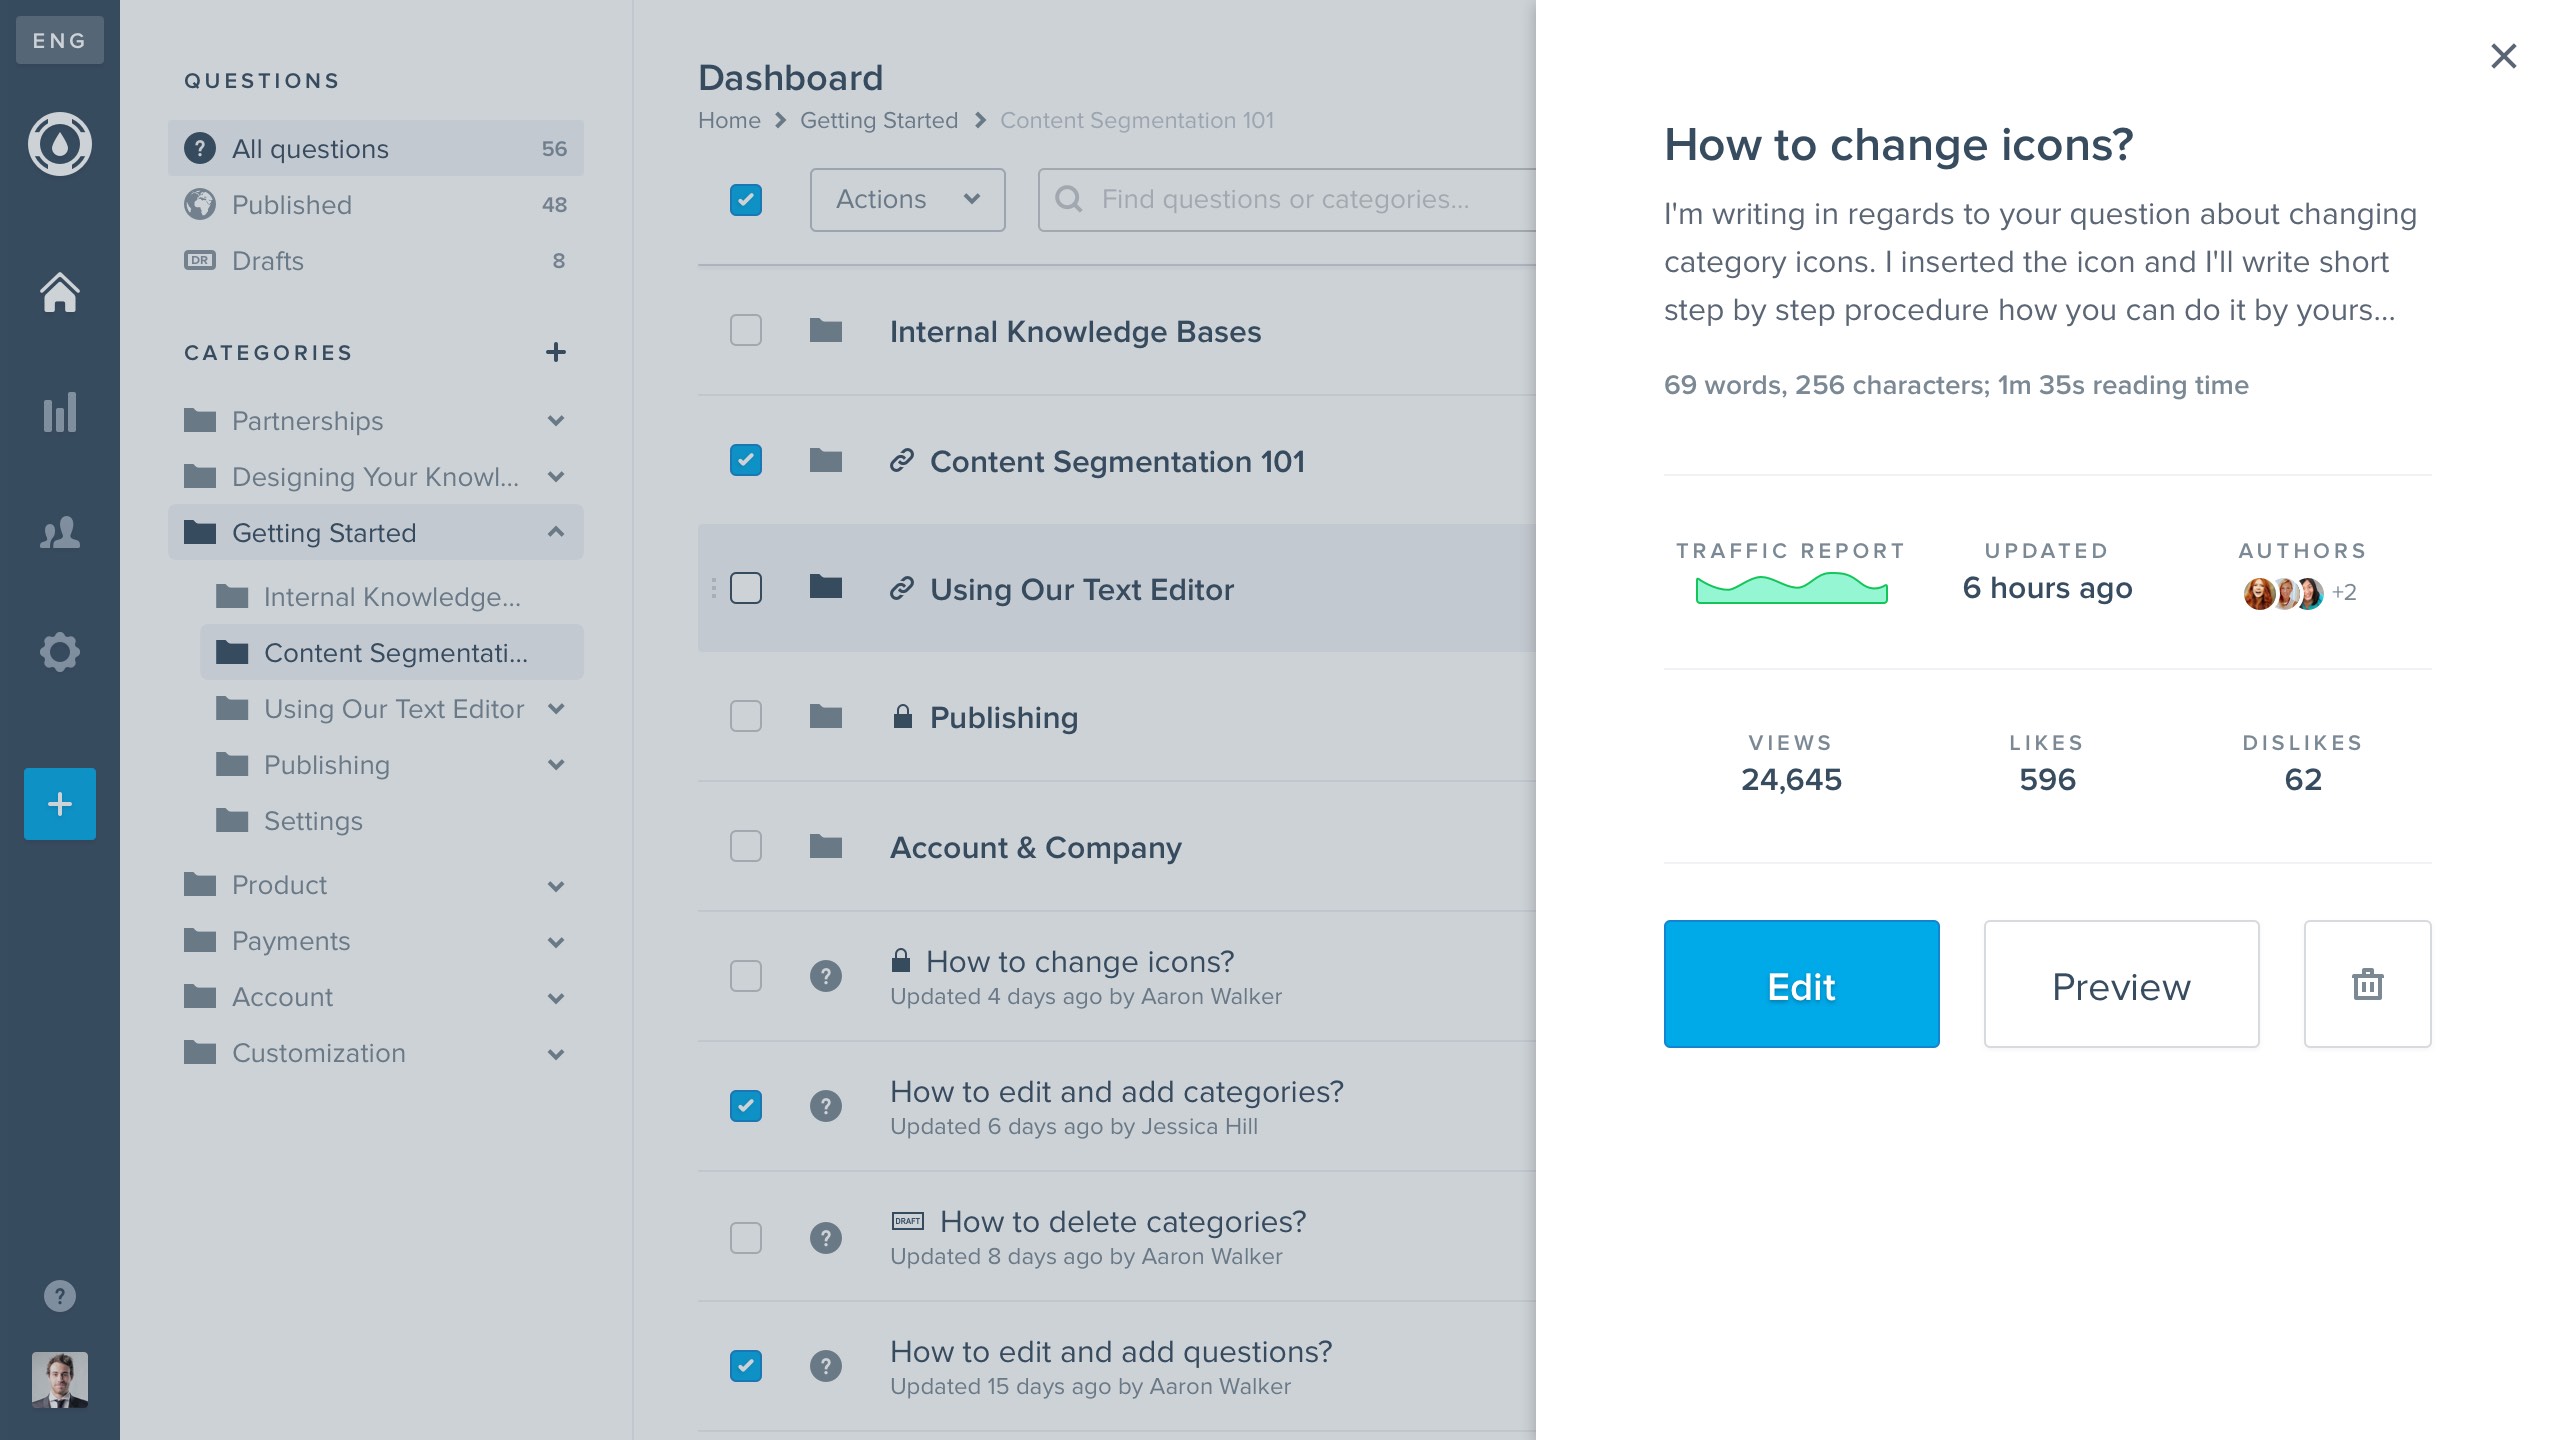 ENG
QUESTIONS
All questions 56
Published 48
DR Drafts 8
CATEGORIES
Partnerships
Designing Your Knowl...
Getting Started
Internal Knowledge...
Content Segmentati...
Using Our Text Editor
Publishing
Settings
Product
Payments
Account
Customization
Dashboard
Home Getting Started Content Segmentation 101
Actions Find questions or categories...
Internal Knowledge Bases
Content Segmentation 101
Using Our Text Editor
Publishing
Account & Company
How to change icons?
Updated 4 days ago by Aaron Walker
How to edit and add categories?
Updated 6 days ago by Jessica Hill
DRAFT How to delete categories?
Updated 8 days ago by Aaron Walker
How to edit and add questions?
Updated 15 days ago by Aaron Walker
How to change icons?
I'm writing in regards to your question about changing
category icons. I inserted the icon and I'll write short
step by step procedure how you can do it by yours...
69 words, 256 characters; 1m 35s reading time
TRAFFIC REPORT UPDATED AUTHORS
6 hours ago +2
VIEWS LIKES DISLIKES
24,645 596 62
Edit Preview